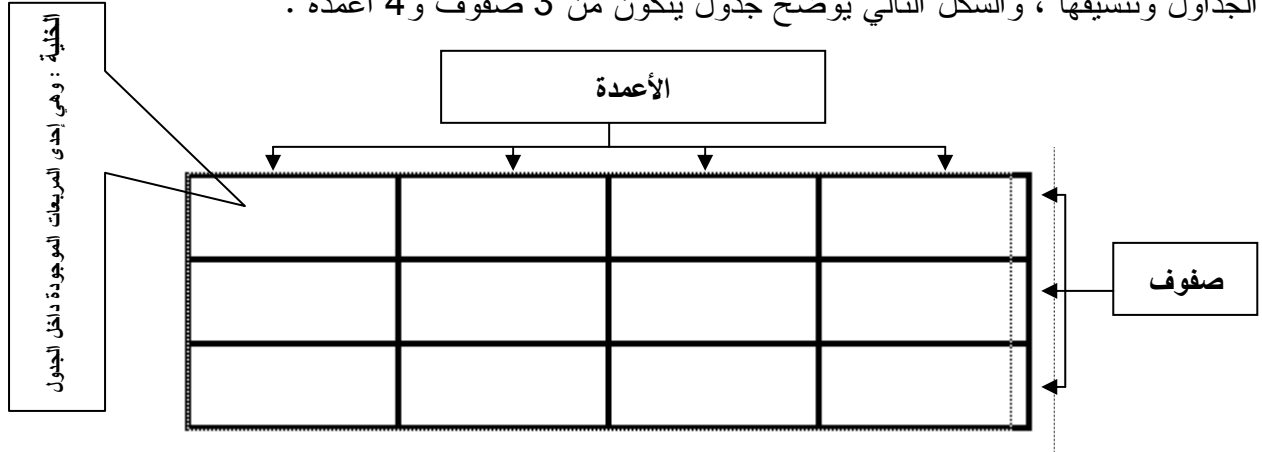 الجداول وتنسيقها ، والشكل التالي يوضح جدول يتكون من 3 صفوف و4 أعمدة .
الأعمدة
الخلية : وهي إحدى المربعات الموجودة داخل الجدول
صفوف